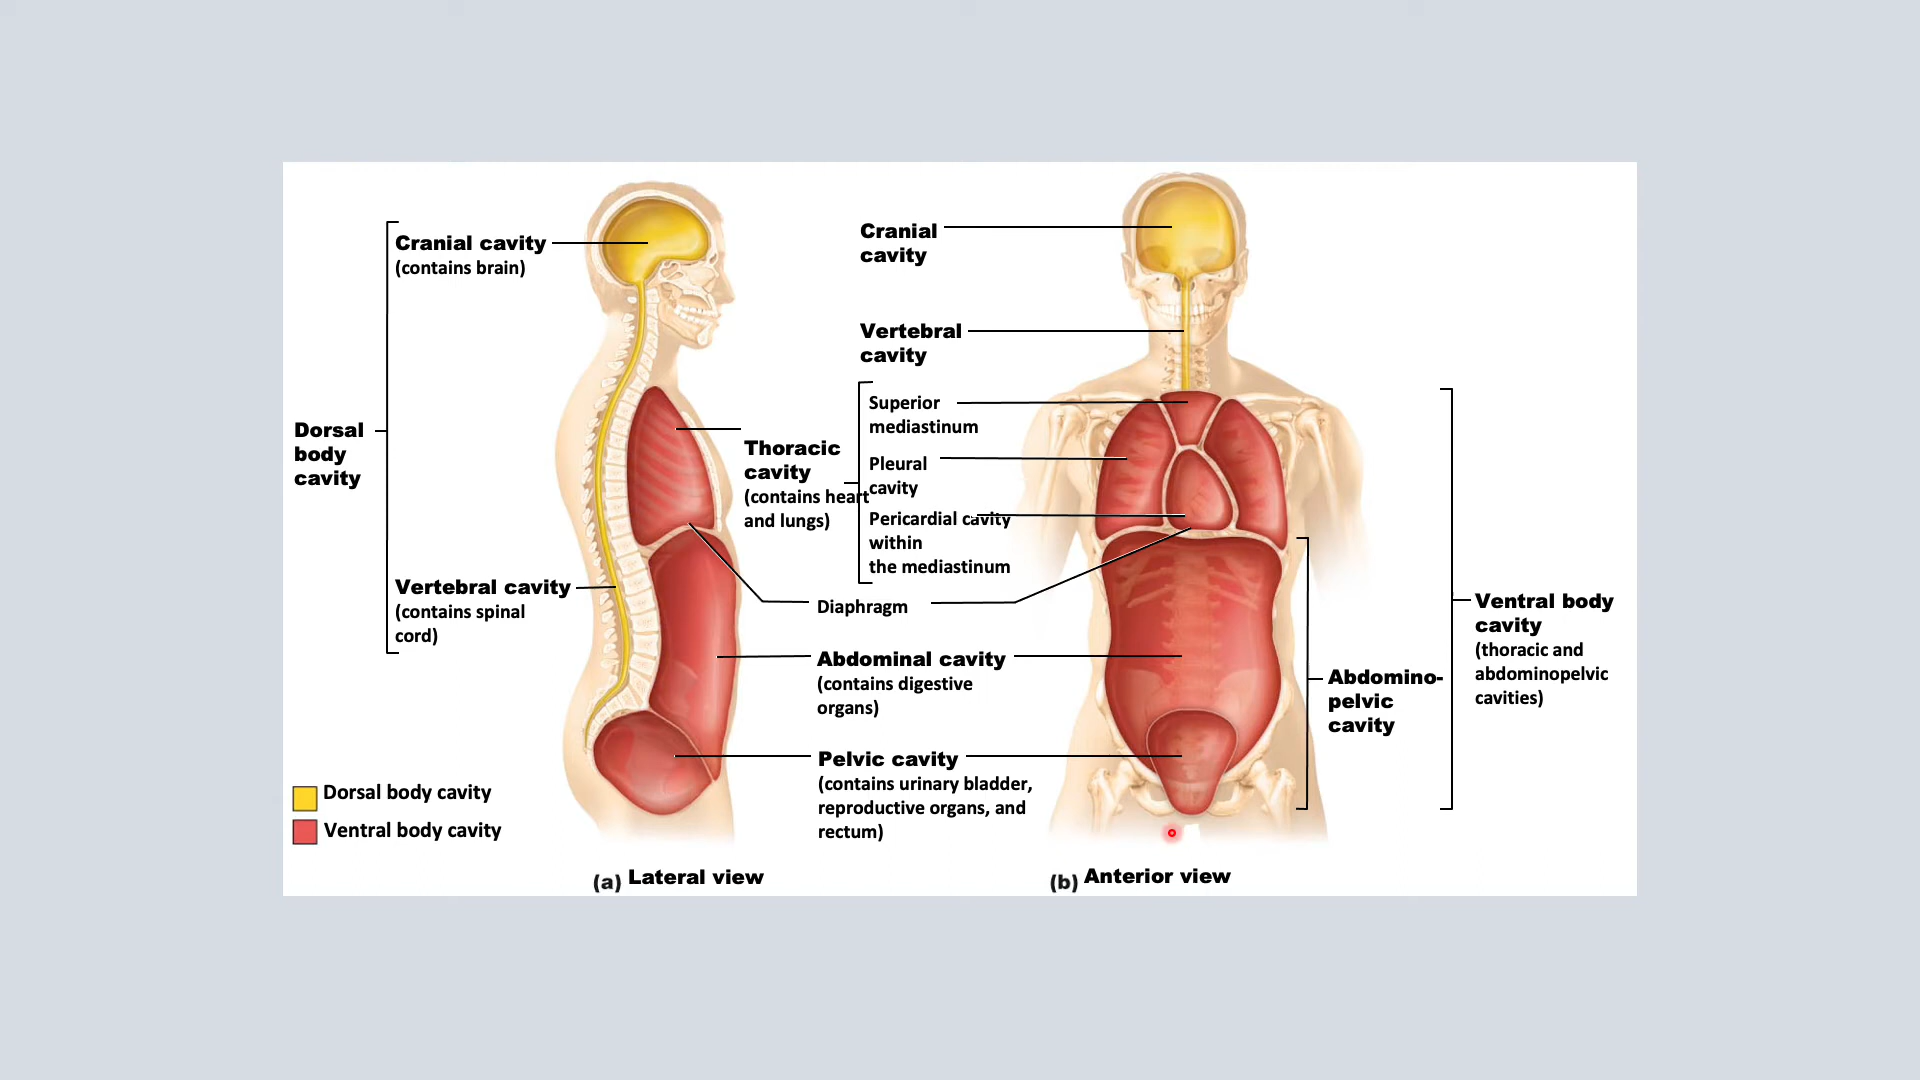 Cranial cavity
(contains brain)
Dorsal
body
cavity
Vertebral cavity
(contains spinal
cord)
Dorsal body cavity
Ventral body cavity
Thoracic
cavity
(contains heart
and lungs)
Cranial
cavity
Vertebral
cavity
Superior
mediastinum
Pleural
cavity
Pericardial cavity
within
the mediastinum
Diaphragm
Abdominal cavity
(contains digestive
organs)
Pelvic cavity
(contains urinary bladder,
reproductive organs, and
rectum)
Abdomino-
pelvic
cavity
Ventral body
cavity
(thoracic and
abdominopelvic
cavities)
(a) Lateral view
(b) Anterior view